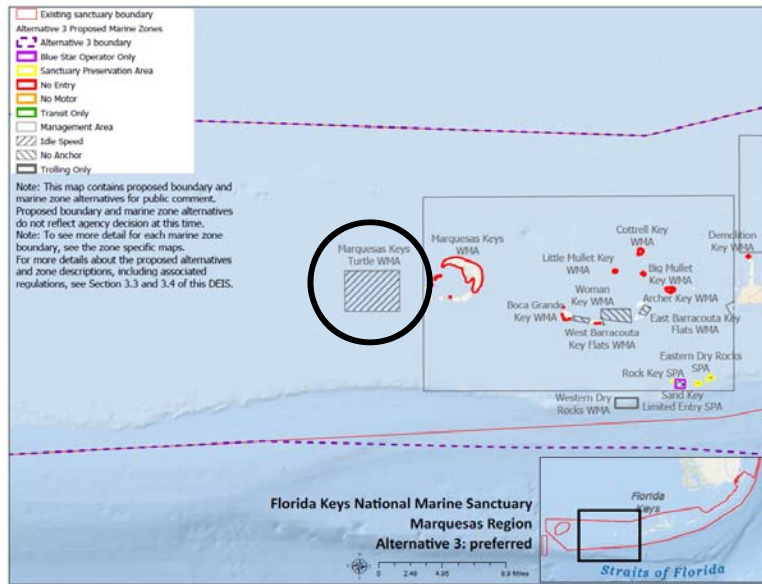 Existing sanctuary boundary
Alternative 3 Proposed Marine Zones
Alternative 3 boundary
Blue Star Operator Only
Sanctuary Preservation Area
No Entry
No Motor
Transit Only
Management Area
Idle Speed
No Anchor
Trolling Only
Note: This map contains proposed boundary and
marine zone alternatives for public comment.
Proposed boundary and marine zone alternatives
do not reflect agency decision at this time.
Note: To see more detail for each marine zone
boundary, see the zone specific maps.
For more details about the proposed alternatives
and zone descriptions, including associated
regulations, see Section 3.3 and 3.4 of this DEIS.
Marquesas Keys
Turtle WMA
Marquesas Keys
WMA
Cottrell Key
WMA
Demolition
Key WMA
Little Mullet Key
WMA
Big Mullet
Key WMA
Woman
Key WMA
Archer Key WMA
Boca Grande
Key WMA
East Barracouta Key
Flats WMA
West Barracouta
Key Flats WMA
Eastern Dry Rocks
SPA
Rock Key SPA
Sand Key
Limited Entry SPA
Western Dry
Rocks WMA
Florida Keys National Marine Sanctuary
Marquesas Region
Alternative 3: preferred
0 2.48 4.95 9.9 Miles
Florida
Keys
Straits of Florida